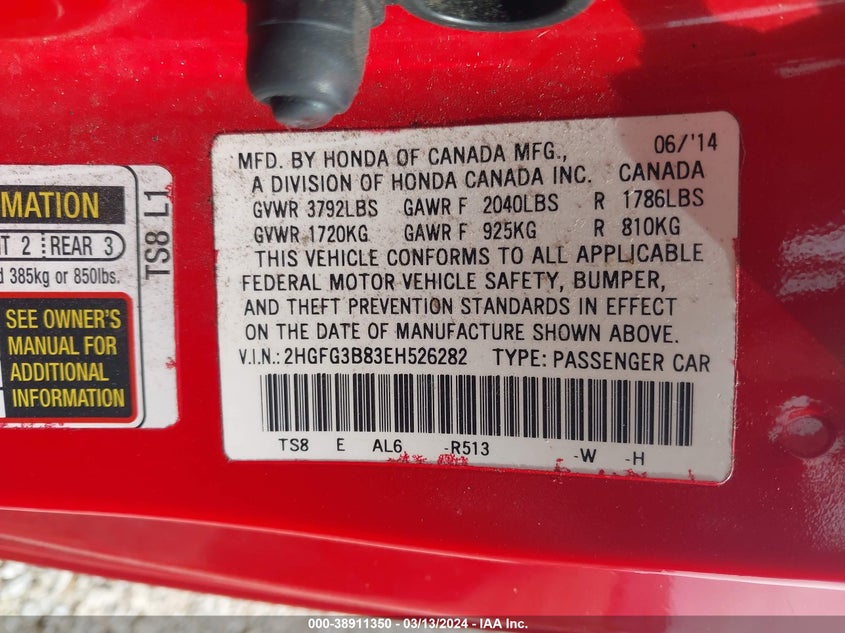 MFD. BY HONDA OF CANADA MFG., 06/'14
A DIVISION OF HONDA CANADA INC. CANADA
GVWR 3792LBS GAWR F 2040LBS R 1786LBS
GVWR 1720KG GAWR F 925KG R 810KG
THIS VEHICLE CONFORMS TO ALL APPLICABLE
FEDERAL MOTOR VEHICLE SAFETY, BUMPER,
AND THEFT PREVENTION STANDARDS IN EFFECT
ON THE DATE OF MANUFACTURE SHOWN ABOVE.
V.I.N.: 2HGFG3B83EH526282 TYPE: PASSENGER CAR
TS8 E AL6 -R513 -W -H
2 REAR 3
385kg or 850lbs.
SEE OWNER'S
MANUAL FOR
ADDITIONAL
INFORMATION
TS8 L1
000-38911350 - 03/13/2024 - IAA Inc.